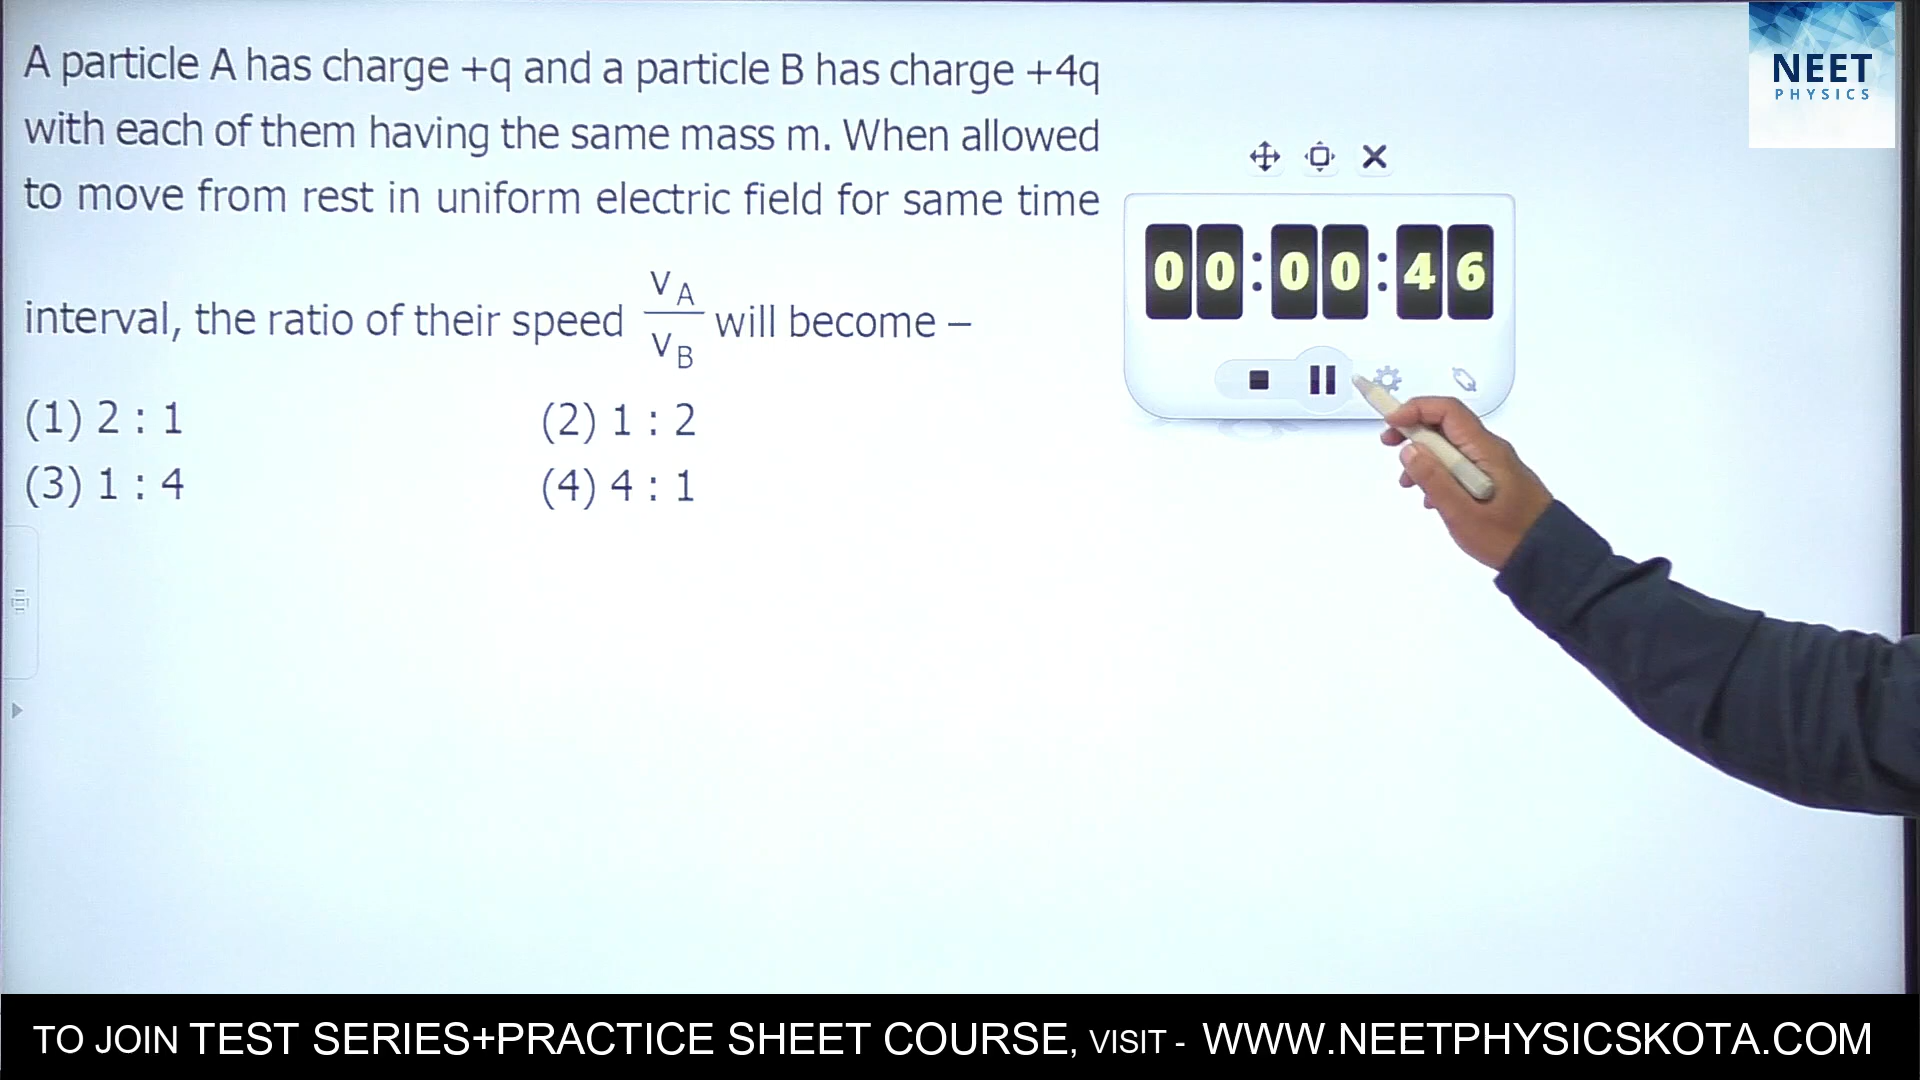 A particle A has charge +q and a particle B has charge +4q
with each of them having the same mass m. When allowed
to move from rest in uniform electric field for same time
interval, the ratio of their speed V_A/V_B will become –
(1) 2 : 1 (2) 1 : 2
(3) 1 : 4 (4) 4 : 1
NEET
PHYSICS
00:00:46
TO JOIN TEST SERIES+PRACTICE SHEET COURSE, VISIT - WWW.NEETPHYSICSKOTA.COM